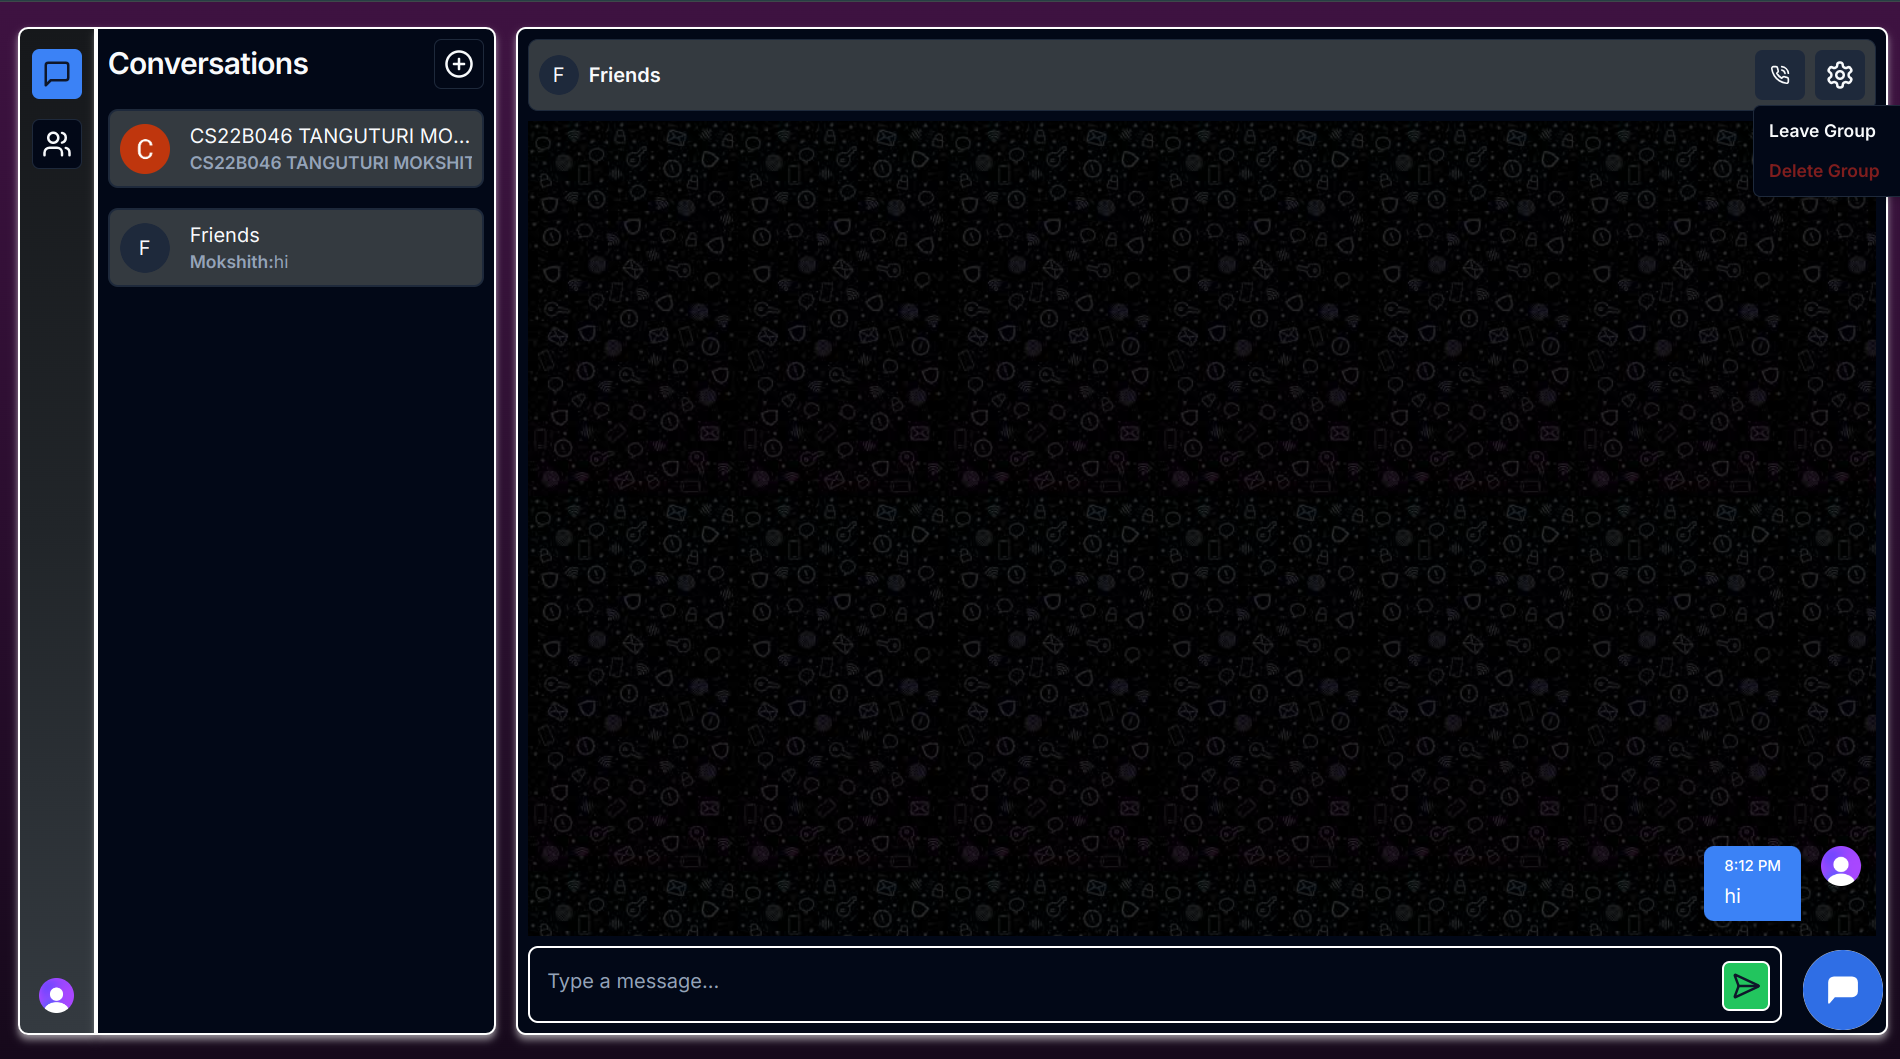 Conversations
C
CS22B046 TANGUTURI MO...
CS22B046 TANGUTURI MOKSHIT
F
Friends
Mokshith:hi
F
Friends
Leave Group
Delete Group
8:12 PM
hi
Type a message...